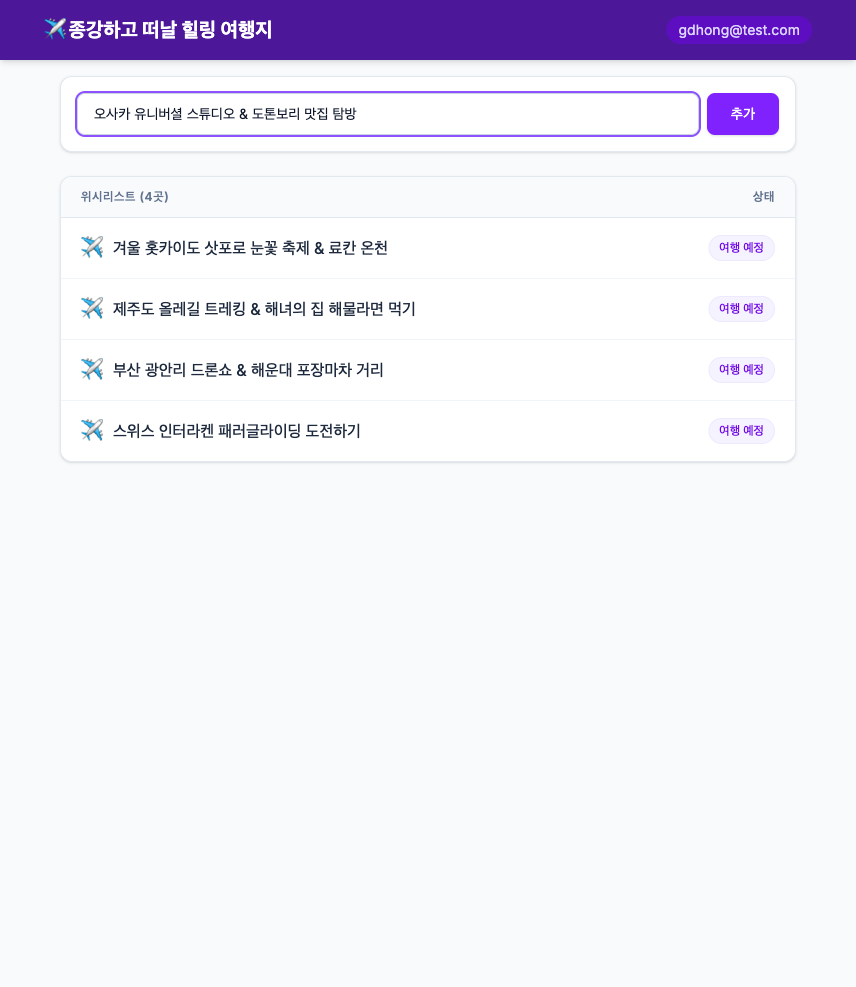 ✈️종강하고 떠날 힐링 여행지
gdhong@test.com
오사카 유니버셜 스튜디오 & 도톤보리 맛집 탐방
추가
위시리스트 (4곳)
상태
✈️ 겨울 홋카이도 삿포로 눈꽃 축제 & 료칸 온천
여행 예정
✈️ 제주도 올레길 트레킹 & 해녀의 집 해물라면 먹기
여행 예정
✈️ 부산 광안리 드론쇼 & 해운대 포장마차 거리
여행 예정
✈️ 스위스 인터라켄 패러글라이딩 도전하기
여행 예정